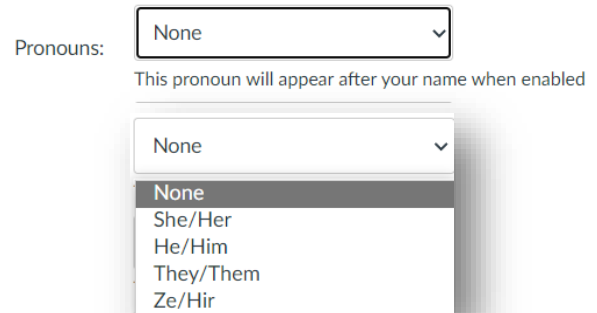 None
Pronouns:
This pronoun will appear after your name when enabled
None
None
She/Her
He/Him
They/Them
Ze/Hir